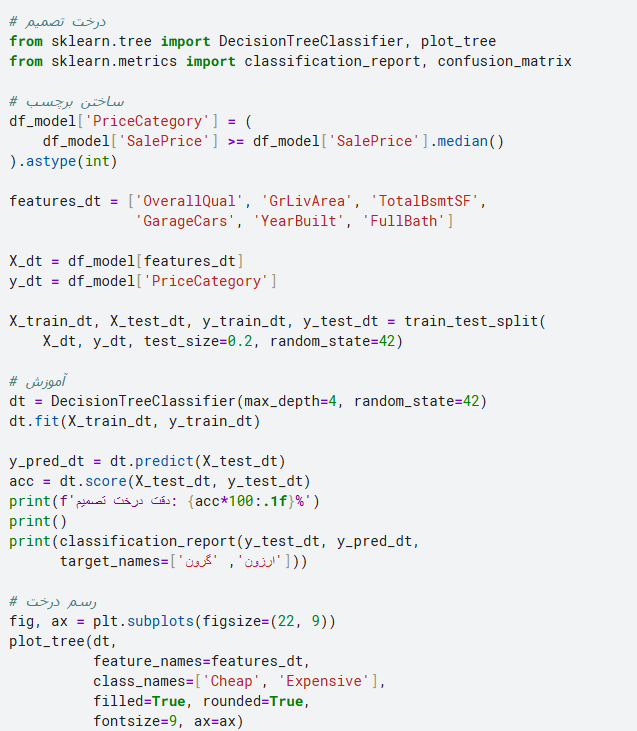 # درخت تصمیم
from sklearn.tree import DecisionTreeClassifier, plot_tree
from sklearn.metrics import classification_report, confusion_matrix
# ساختن برچسب
df_model['PriceCategory'] = (
    df_model['SalePrice'] >= df_model['SalePrice'].median()
).astype(int)
features_dt = ['OverallQual', 'GrLivArea', 'TotalBsmtSF',
               'GarageCars', 'YearBuilt', 'FullBath']
X_dt = df_model[features_dt]
y_dt = df_model['PriceCategory']
X_train_dt, X_test_dt, y_train_dt, y_test_dt = train_test_split(
    X_dt, y_dt, test_size=0.2, random_state=42)
# آموزش
dt = DecisionTreeClassifier(max_depth=4, random_state=42)
dt.fit(X_train_dt, y_train_dt)
y_pred_dt = dt.predict(X_test_dt)
acc = dt.score(X_test_dt, y_test_dt)
print(f'دقت درخت تصمیم: {acc*100:.1f}%')
print()
print(classification_report(y_test_dt, y_pred_dt,
      target_names=['ارزون', 'گرون']))
# رسم درخت
fig, ax = plt.subplots(figsize=(22, 9))
plot_tree(dt,
          feature_names=features_dt,
          class_names=['Cheap', 'Expensive'],
          filled=True, rounded=True,
          fontsize=9, ax=ax)